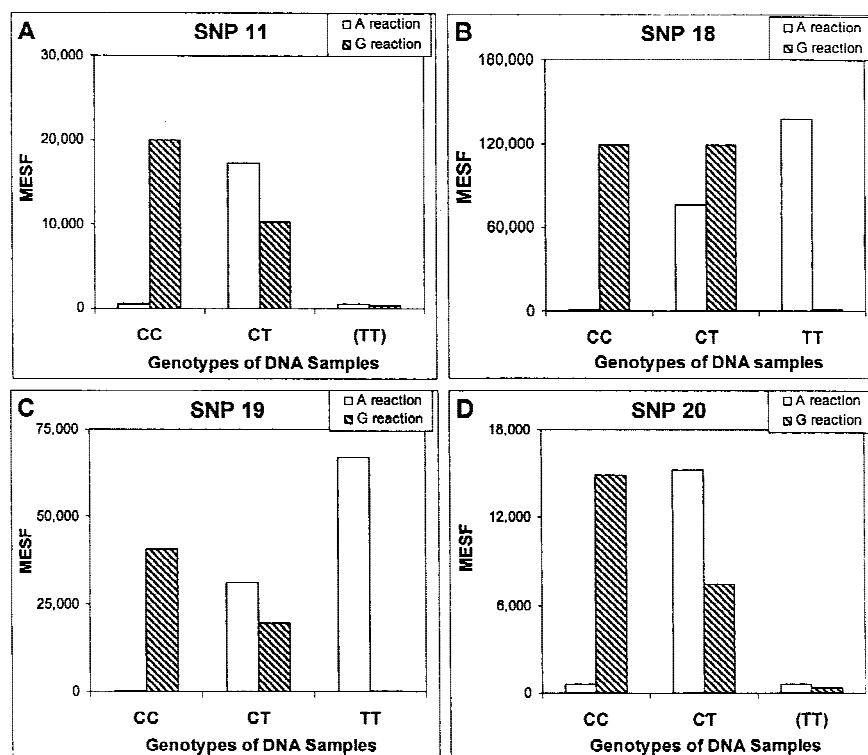 A
SNP 11
A reaction
G reaction
30,000
20,000
10,000
0
MESF
CC CT (TT)
Genotypes of DNA Samples
B
SNP 18
A reaction
G reaction
180,000
120,000
60,000
0
MESF
CC CT TT
Genotypes of DNA samples
C
SNP 19
A reaction
G reaction
75,000
50,000
25,000
0
MESF
CC CT TT
Genotypes of DNA Samples
D
SNP 20
A reaction
G reaction
18,000
12,000
6,000
0
MESF
CC CT (TT)
Genotypes of DNA Samples